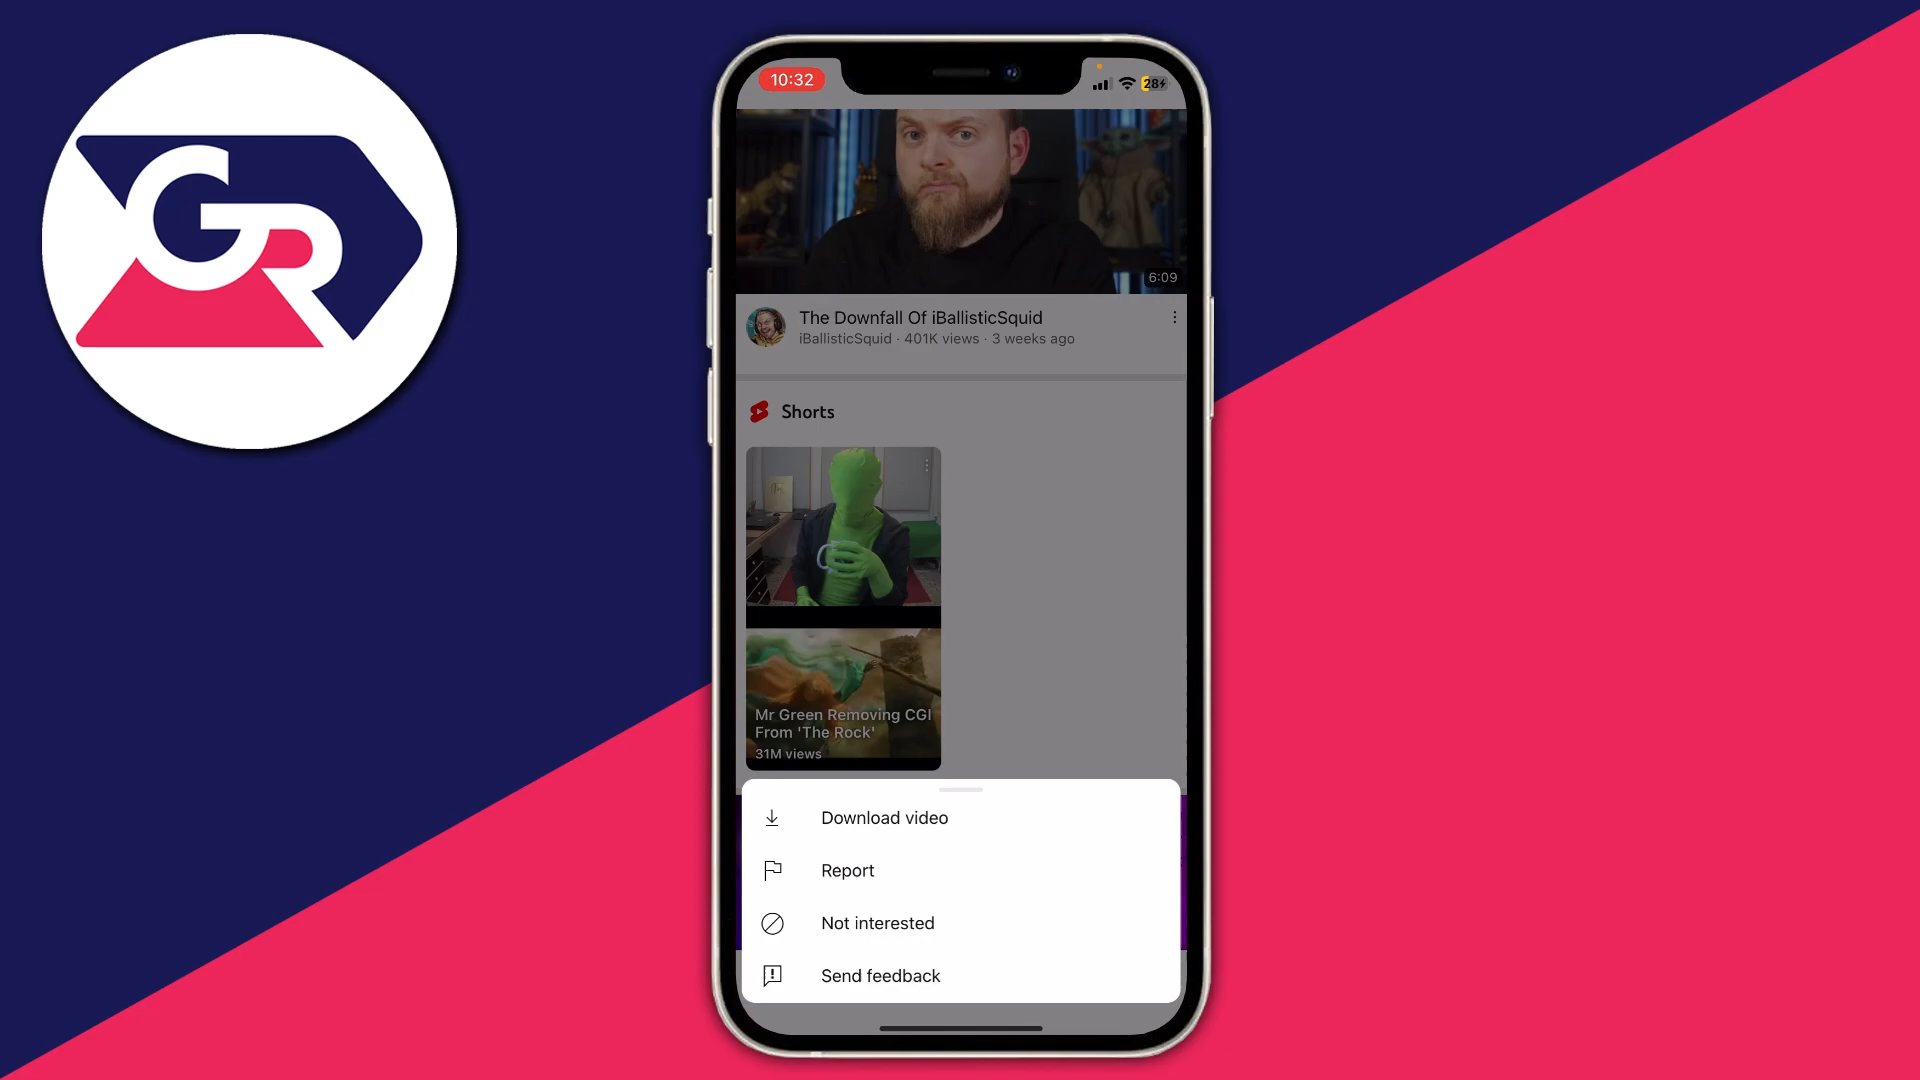 GR
10:32
28
6:09
The Downfall Of iBallisticSquid
iBallisticSquid · 401K views · 3 weeks ago
Shorts
Mr Green Removing CGI
From 'The Rock'
31M views
Download video
Report
Not interested
Send feedback